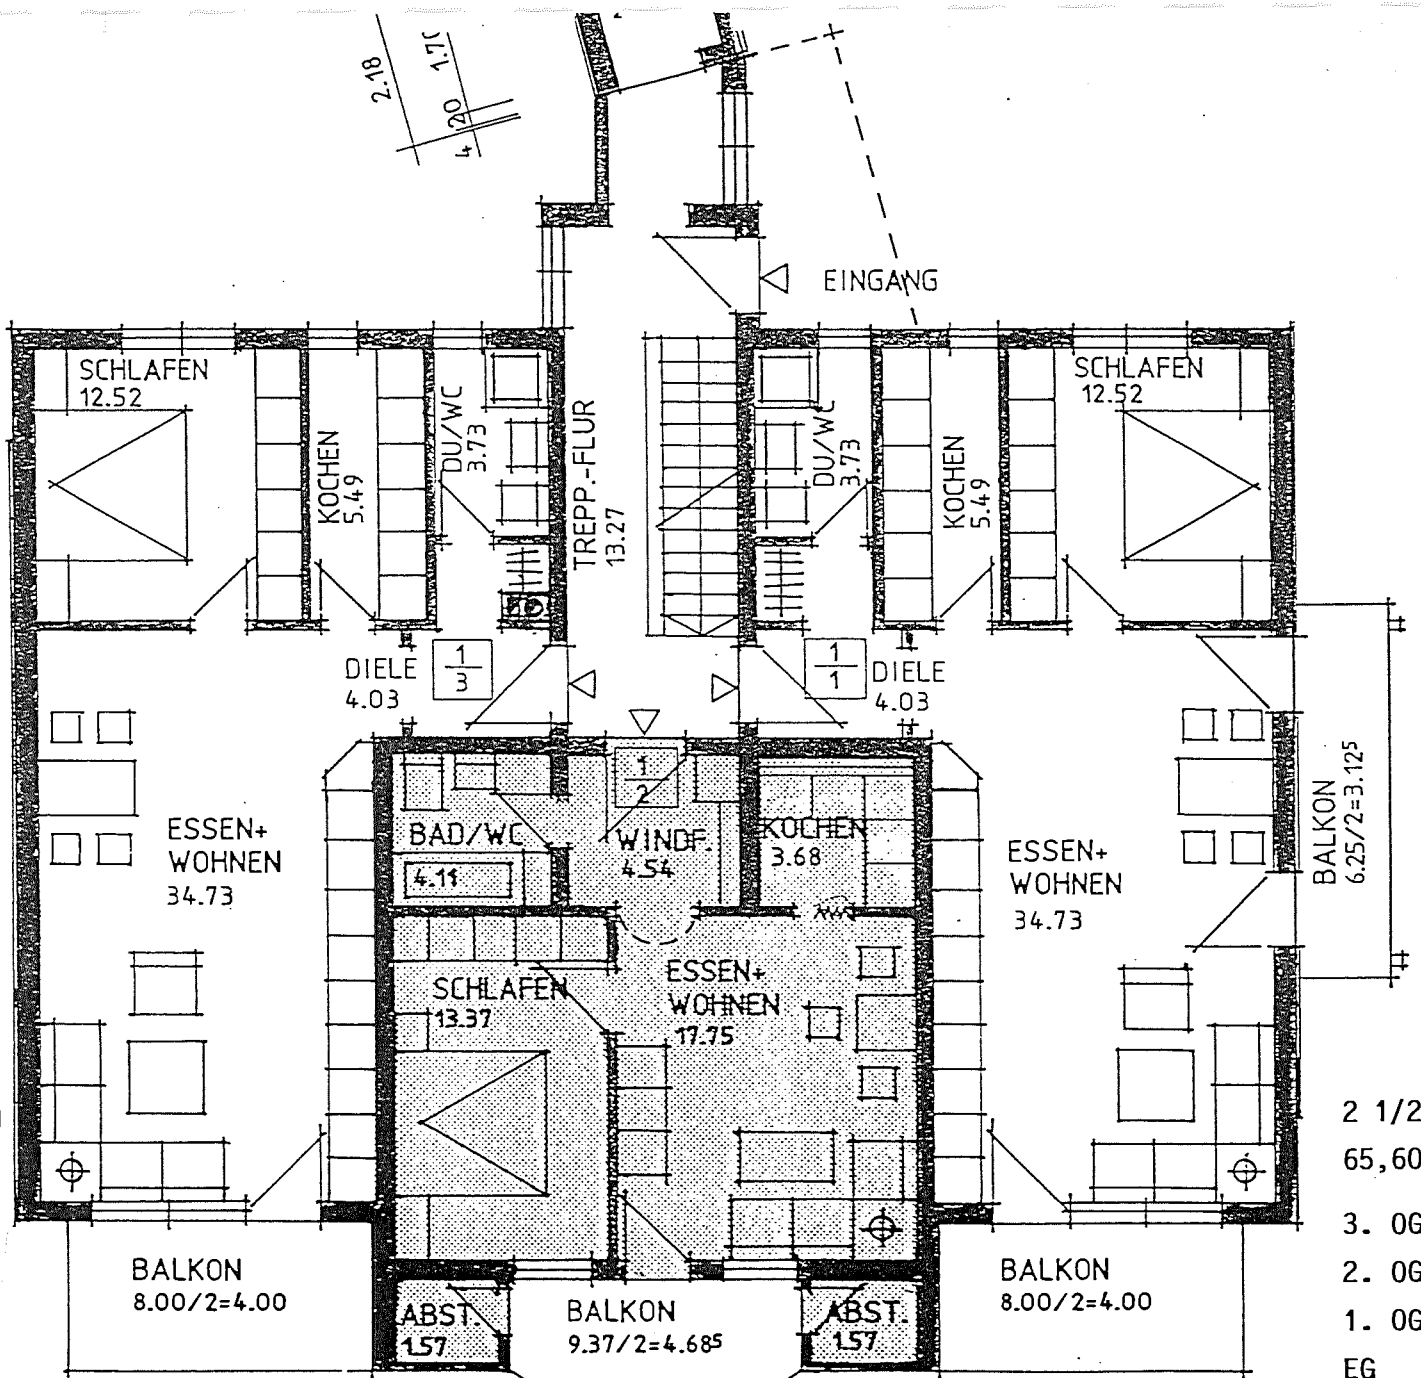 2.18
1.70
20
4
EINGANG
SCHLAFEN
12.52
KOCHEN
5.49
DU/WC
3.73
TREPP.-FLUR
13.27
DU/WC
3.73
KOCHEN
5.49
SCHLAFEN
12.52
DIELE
4.03
1
3
1
1
DIELE
4.03
1
2
BAD/WC
4.11
WINDF.
4.54
KOCHEN
3.68
ESSEN+
WOHNEN
34.73
ESSEN+
WOHNEN
34.73
BALKON
6.25/2=3.12⁵
SCHLAFEN
13.37
ESSEN+
WOHNEN
17.75
BALKON
8.00/2=4.00
ABST.
1.57
BALKON
9.37/2=4.68⁵
ABST.
1.57
BALKON
8.00/2=4.00
2 1/2
65,60
3. OG
2. OG
1. OG
EG